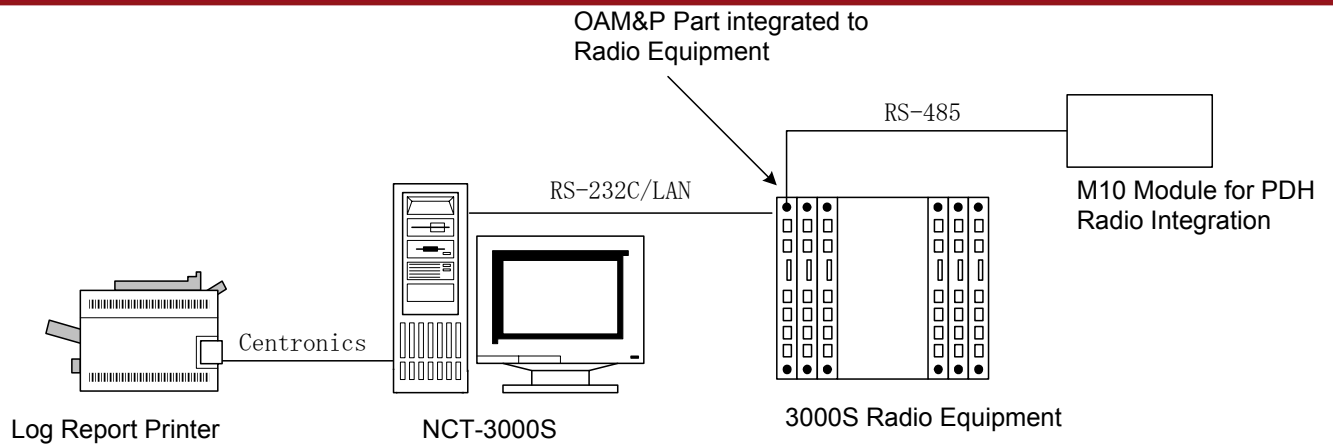 OAM&P Part integrated to
Radio Equipment
RS-485
RS-232C/LAN
M10 Module for PDH
Radio Integration
Centronics
Log Report Printer
NCT-3000S
3000S Radio Equipment